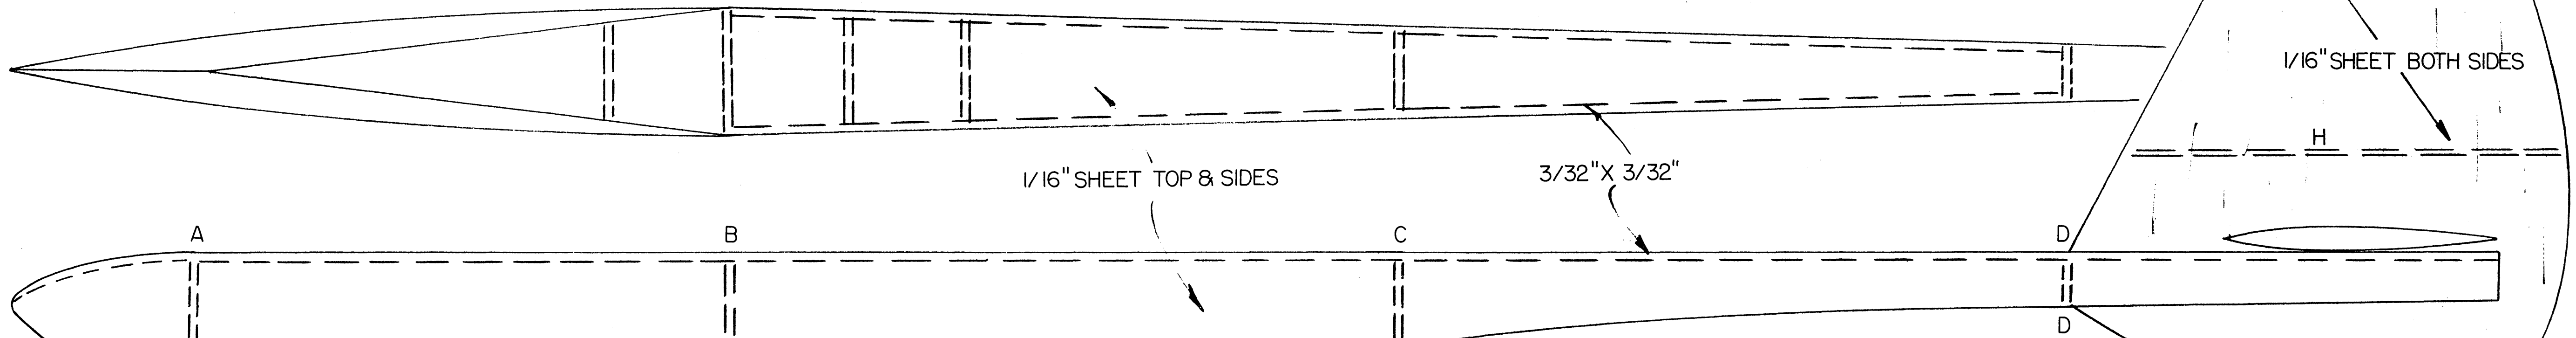 1/16" SHEET BOTH SIDES
H
1/16" SHEET TOP & SIDES
3/32" X 3/32"
A
B
C
D
D